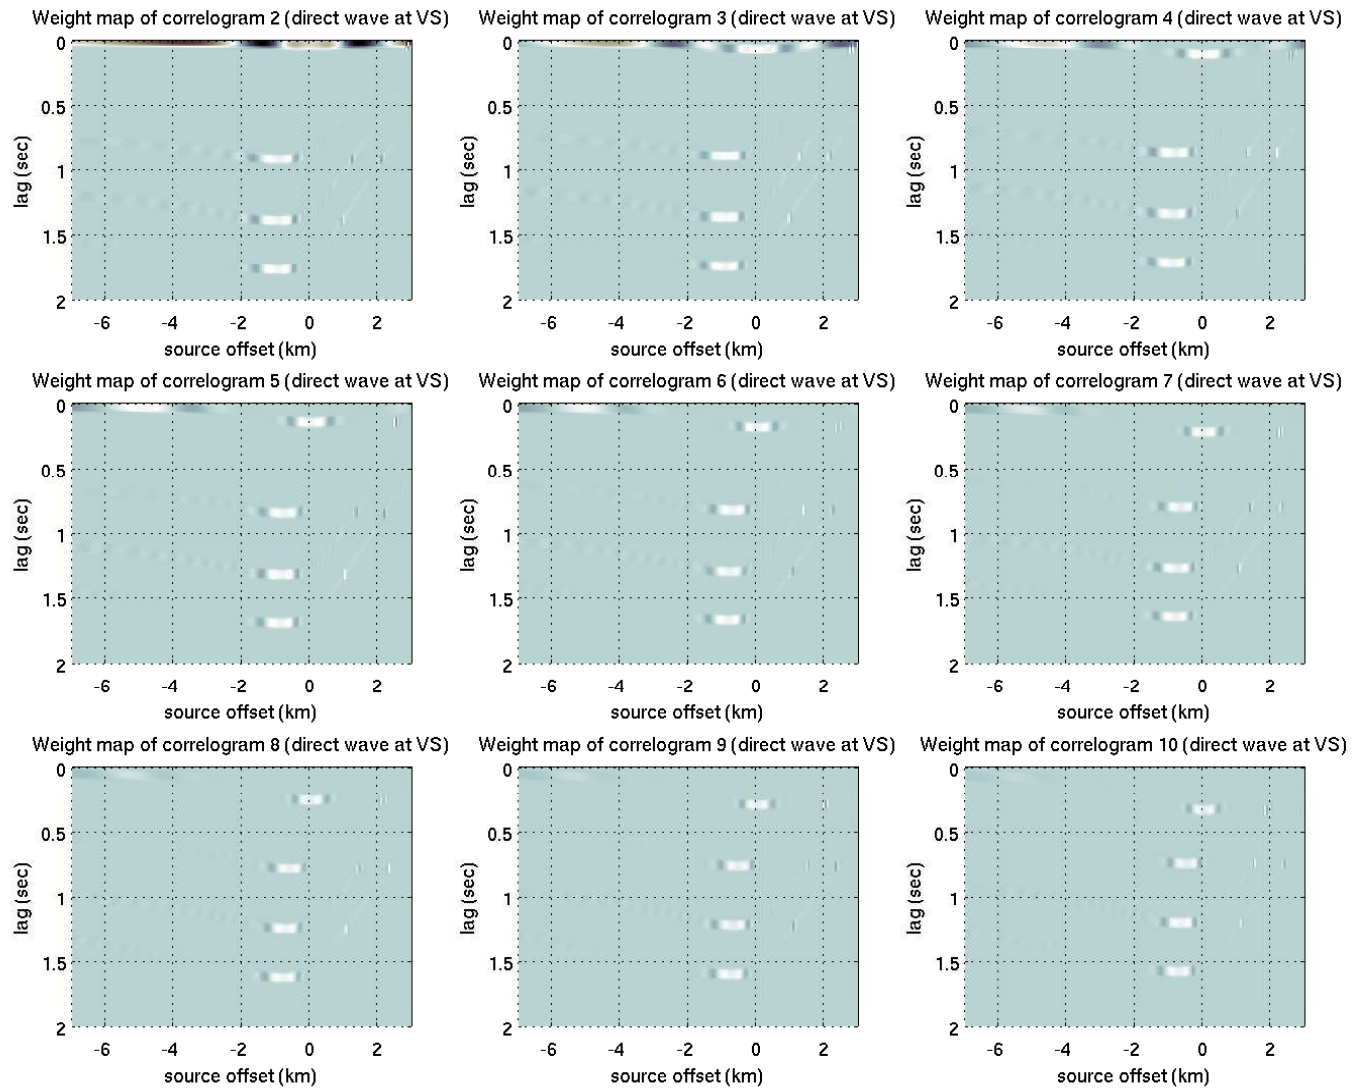 Weight map of correlogram 2 (direct wave at VS)
0
0.5
1
1.5
2
lag (sec)
-6 -4 -2 0 2
source offset (km)
Weight map of correlogram 3 (direct wave at VS)
0
0.5
1
1.5
2
lag (sec)
-6 -4 -2 0 2
source offset (km)
Weight map of correlogram 4 (direct wave at VS)
0
0.5
1
1.5
2
lag (sec)
-6 -4 -2 0 2
source offset (km)
Weight map of correlogram 5 (direct wave at VS)
0
0.5
1
1.5
2
lag (sec)
-6 -4 -2 0 2
source offset (km)
Weight map of correlogram 6 (direct wave at VS)
0
0.5
1
1.5
2
lag (sec)
-6 -4 -2 0 2
source offset (km)
Weight map of correlogram 7 (direct wave at VS)
0
0.5
1
1.5
2
lag (sec)
-6 -4 -2 0 2
source offset (km)
Weight map of correlogram 8 (direct wave at VS)
0
0.5
1
1.5
2
lag (sec)
-6 -4 -2 0 2
source offset (km)
Weight map of correlogram 9 (direct wave at VS)
0
0.5
1
1.5
2
lag (sec)
-6 -4 -2 0 2
source offset (km)
Weight map of correlogram 10 (direct wave at VS)
0
0.5
1
1.5
2
lag (sec)
-6 -4 -2 0 2
source offset (km)